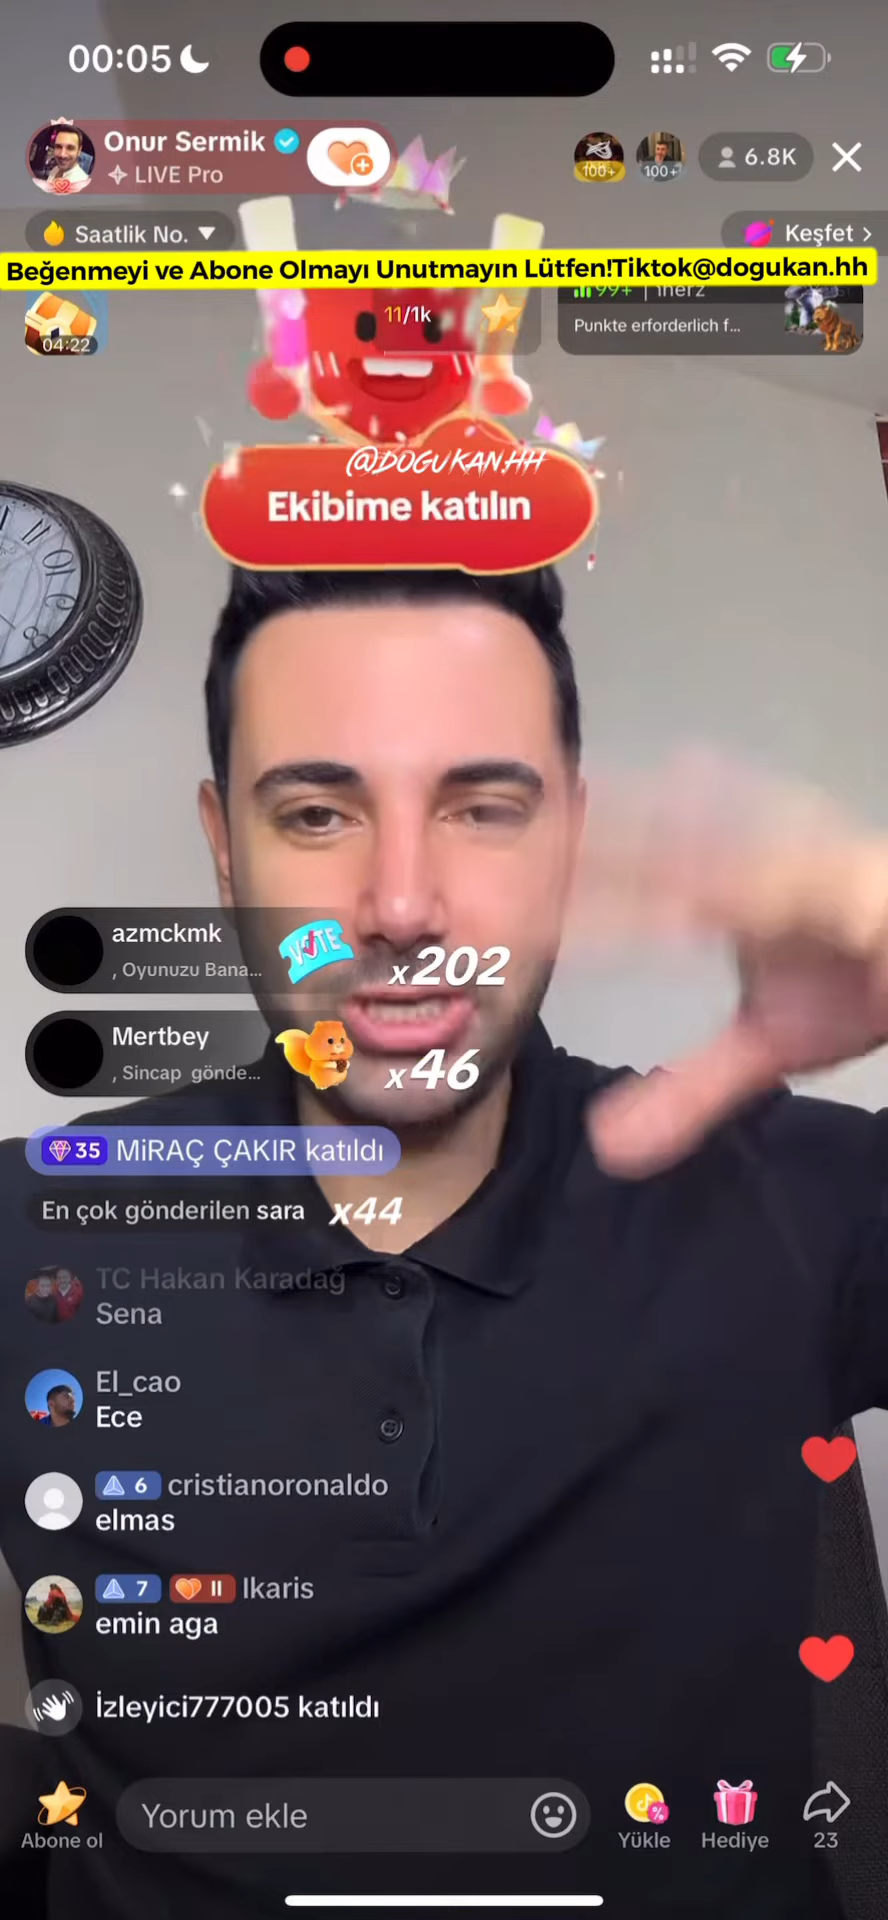 00:05
Onur Sermik
LIVE Pro
100+
100+
6.8K
Saatlik No.
Keşfet
Beğenmeyi ve Abone Olmayı Unutmayın Lütfen!Tiktok@dogukan.hh
04:22
11/1k
99+
Punkte erforderlich f...
@DOGUKAN.HH
Ekibime katılın
azmckmk
, Oyunuzu Bana...
VOTE
x202
Mertbey
, Sincap gönde...
x46
35 MiRAÇ ÇAKIR katıldı
En çok gönderilen sara x44
TC Hakan Karadağ
Sena
El_cao
Ece
6 cristianoronaldo
elmas
7 II Ikaris
emin aga
İzleyici777005 katıldı
Yorum ekle
Abone ol
Yükle
Hediye
23